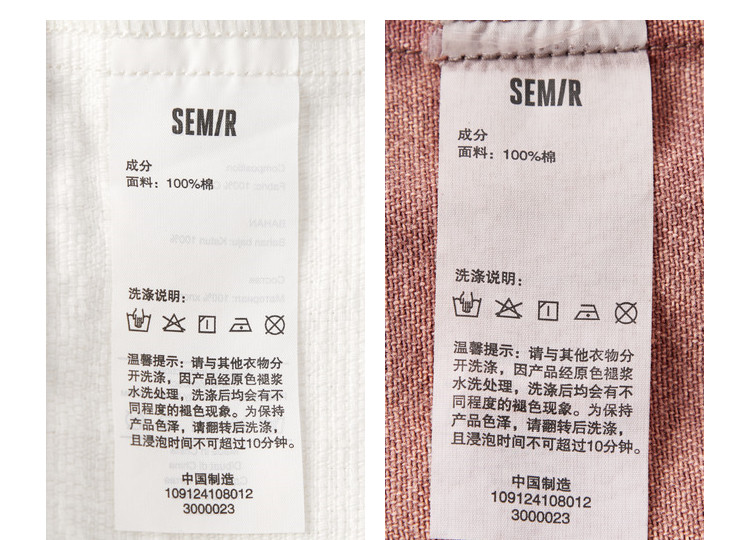 SEMIR
成分
面料：100%棉
洗涤说明：
温馨提示：请与其他衣物分
开洗涤，因产品经原色褪浆
水洗处理，洗涤后均会有不
同程度的褪色现象。为保持
产品色泽，请翻转后洗涤，
且浸泡时间不可超过10分钟。
中国制造
109124108012
3000023
SEMIR
成分
面料：100%棉
洗涤说明：
温馨提示：请与其他衣物分
开洗涤，因产品经原色褪浆
水洗处理，洗涤后均会有不
同程度的褪色现象。为保持
产品色泽，请翻转后洗涤，
且浸泡时间不可超过10分钟。
中国制造
109124108012
3000023